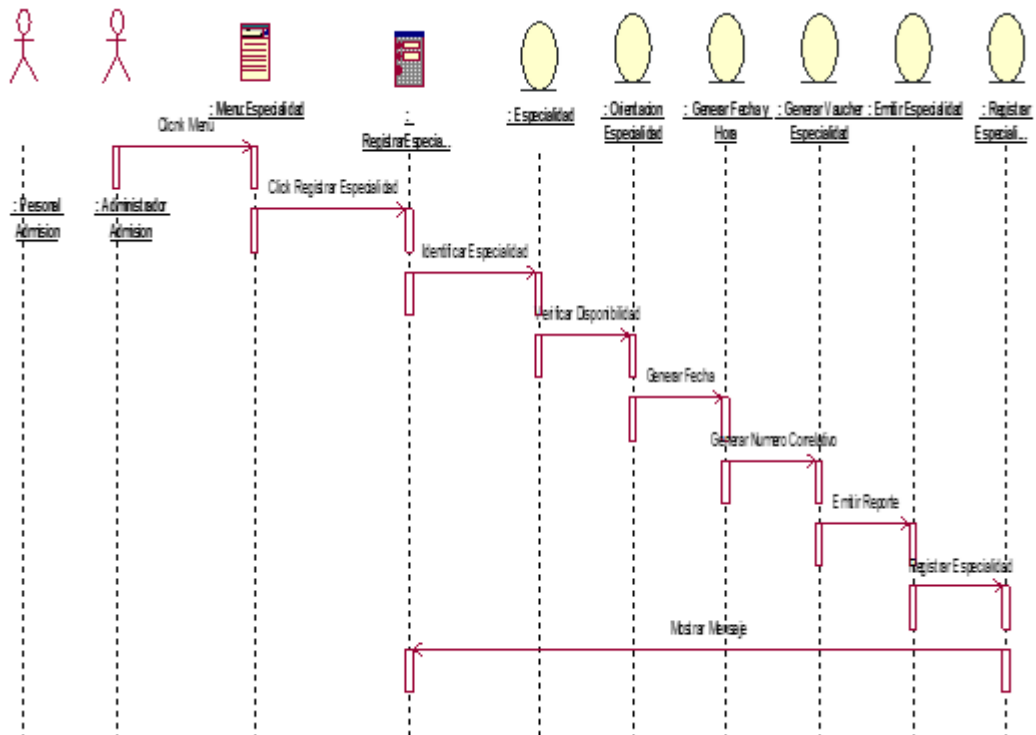 : Menu Especialidad
:
RegistrarEspecia...
: Especialidad
: Orientacion
Especialidad
: Generar Fecha y
Hora
: Generar Vaucher
Especialidad
: Emitir Especialidad
: Registrar
Especiali...
Clicnk Menu
: Personal
Admision
: Administrador
Admision
Click Registrar Especialidad
Identificar Especialidad
Verificar Disponibilidad
Generar Fecha
Generar Numero Correlativo
Emitir Reporte
Registrar Especialidad
Mostrar Mensaje